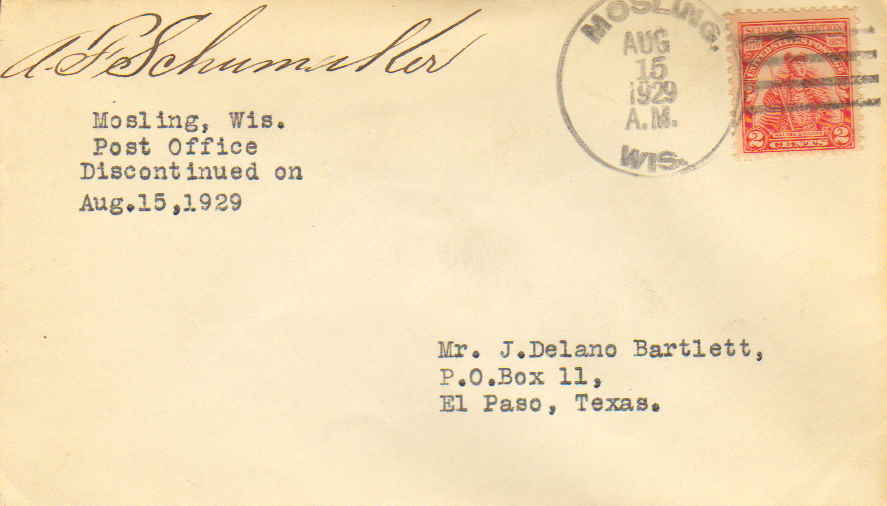 A. F. Schumaker
MOSLING.
AUG
15
1929
A.M.
WIS.
2 2
Mosling, Wis.
Post Office
Discontinued on
Aug.15,1929
Mr. J.Delano Bartlett,
P.O.Box 11,
El Paso, Texas.